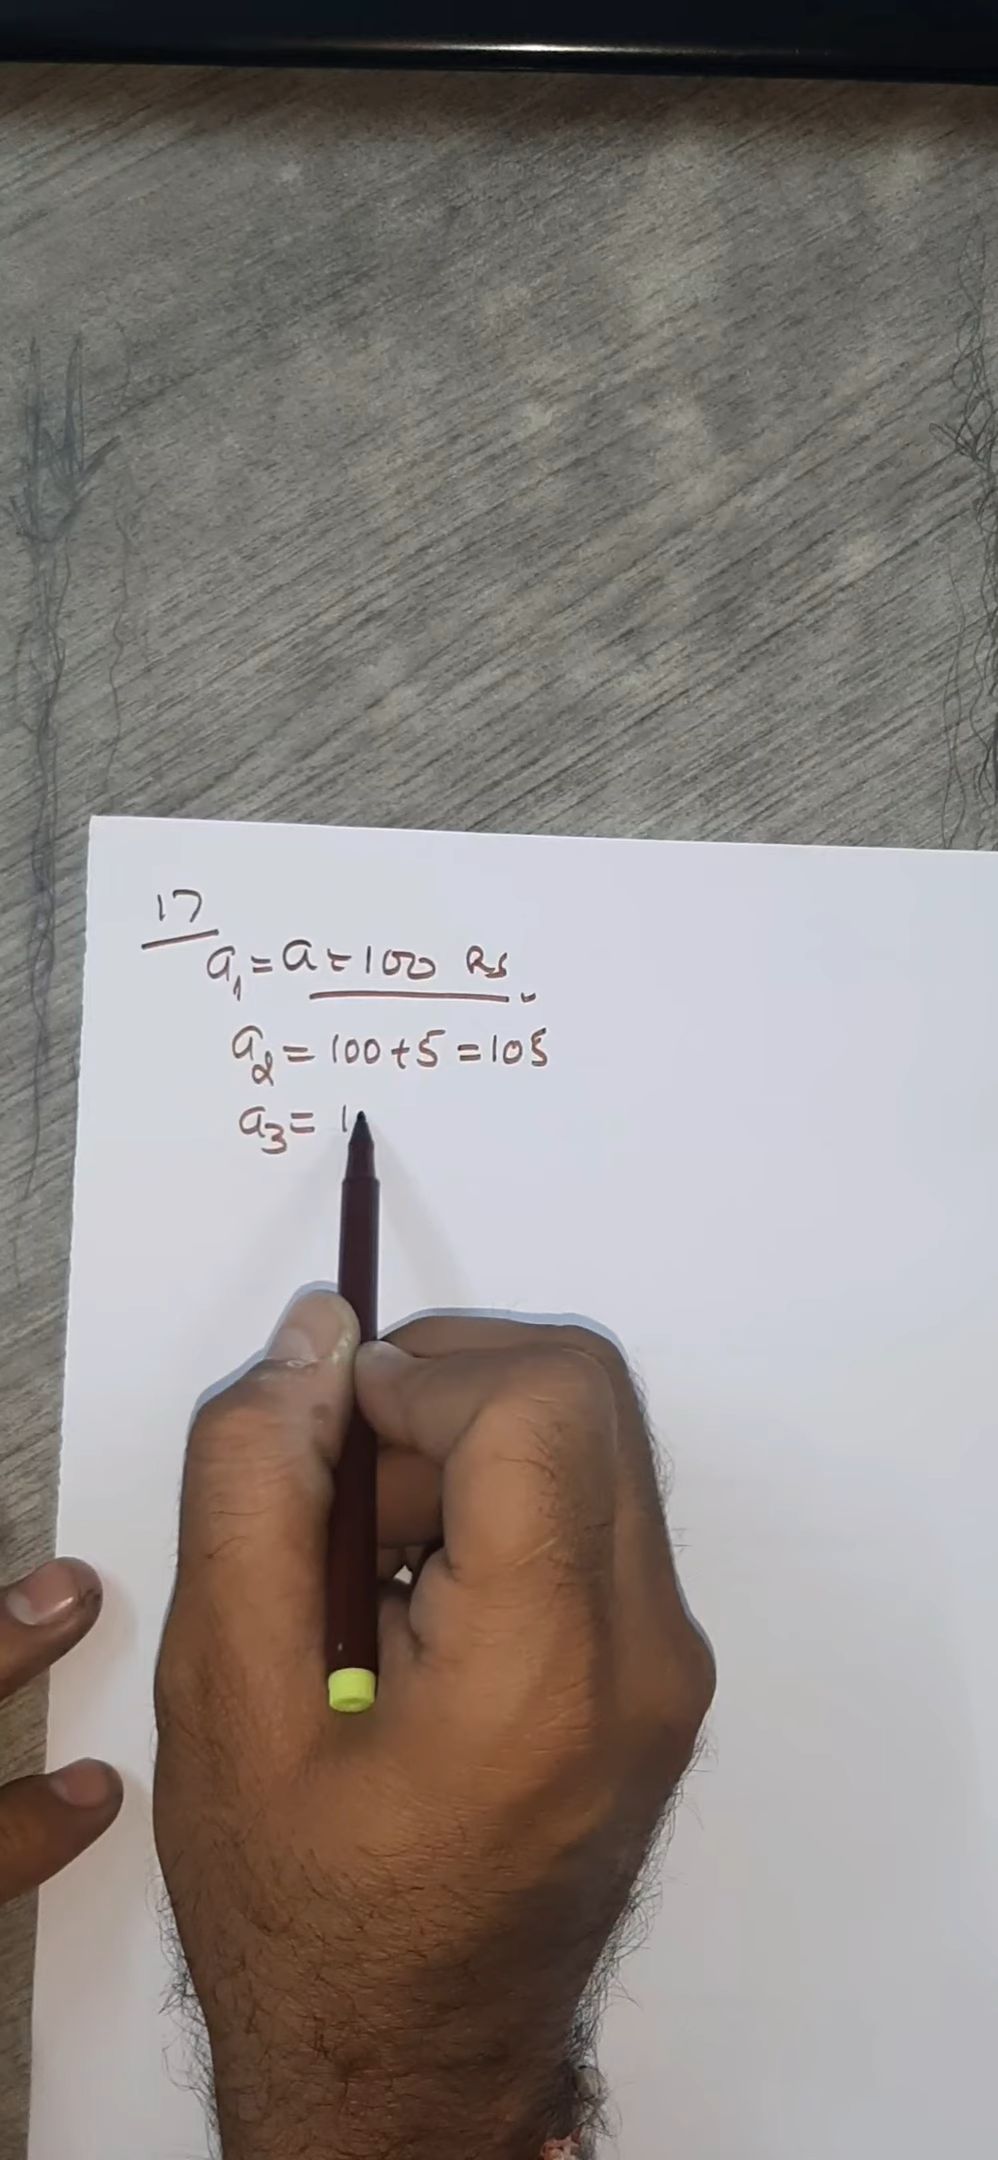 17
a₁ = a = 100 Rs.
a₂ = 100 + 5 = 105
a₃ = 1